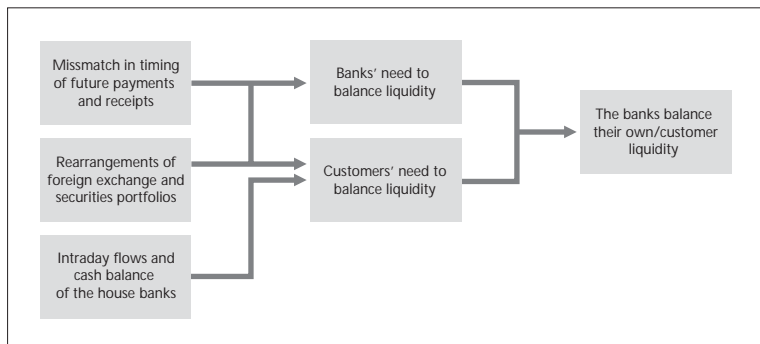 Missmatch in timing
of future payments
and receipts
Rearrangements of
foreign exchange and
securities portfolios
Intraday flows and
cash balance
of the house banks
Banks' need to
balance liquidity
Customers' need to
balance liquidity
The banks balance
their own/customer
liquidity